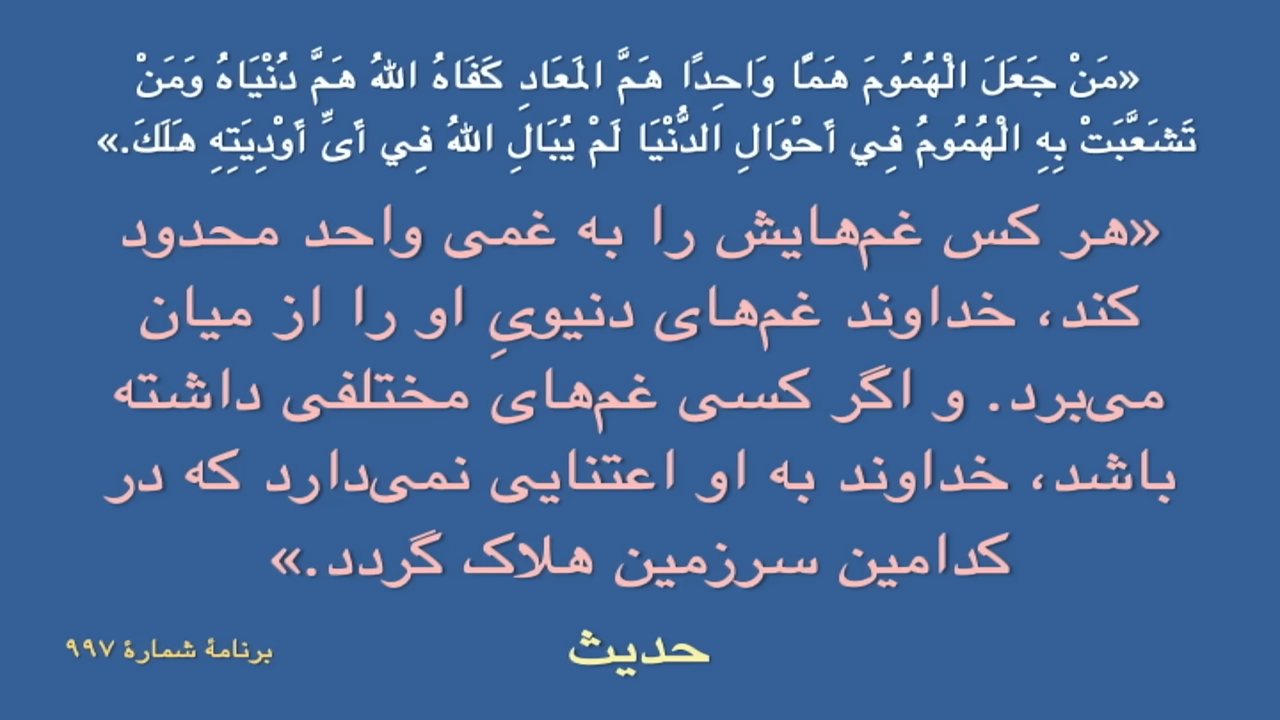 «مَنْ جَعَلَ الْهُمُومَ هَمًّا وَاحِدًا هَمَّ الْمَعَادِ كَفَاهُ اللهُ هَمَّ دُنْيَاهُ وَمَنْ
تَشَعَّبَتْ بِهِ الْهُمُومُ فِي أَحْوَالِ الدُّنْيَا لَمْ يُبَالِ اللهُ فِي أَىِّ أَوْدِيَتِهِ هَلَكَ.»
«هر کس غم‌هایش را به غمی واحد محدود
کند، خداوند غم‌های دنیویِ او را از میان
می‌برد. و اگر کسی غم‌های مختلفی داشته
باشد، خداوند به او اعتنایی نمی‌دارد که در
کدامین سرزمین هلاک گردد.»
حدیث
برنامهٔ شمارهٔ ۹۹۷